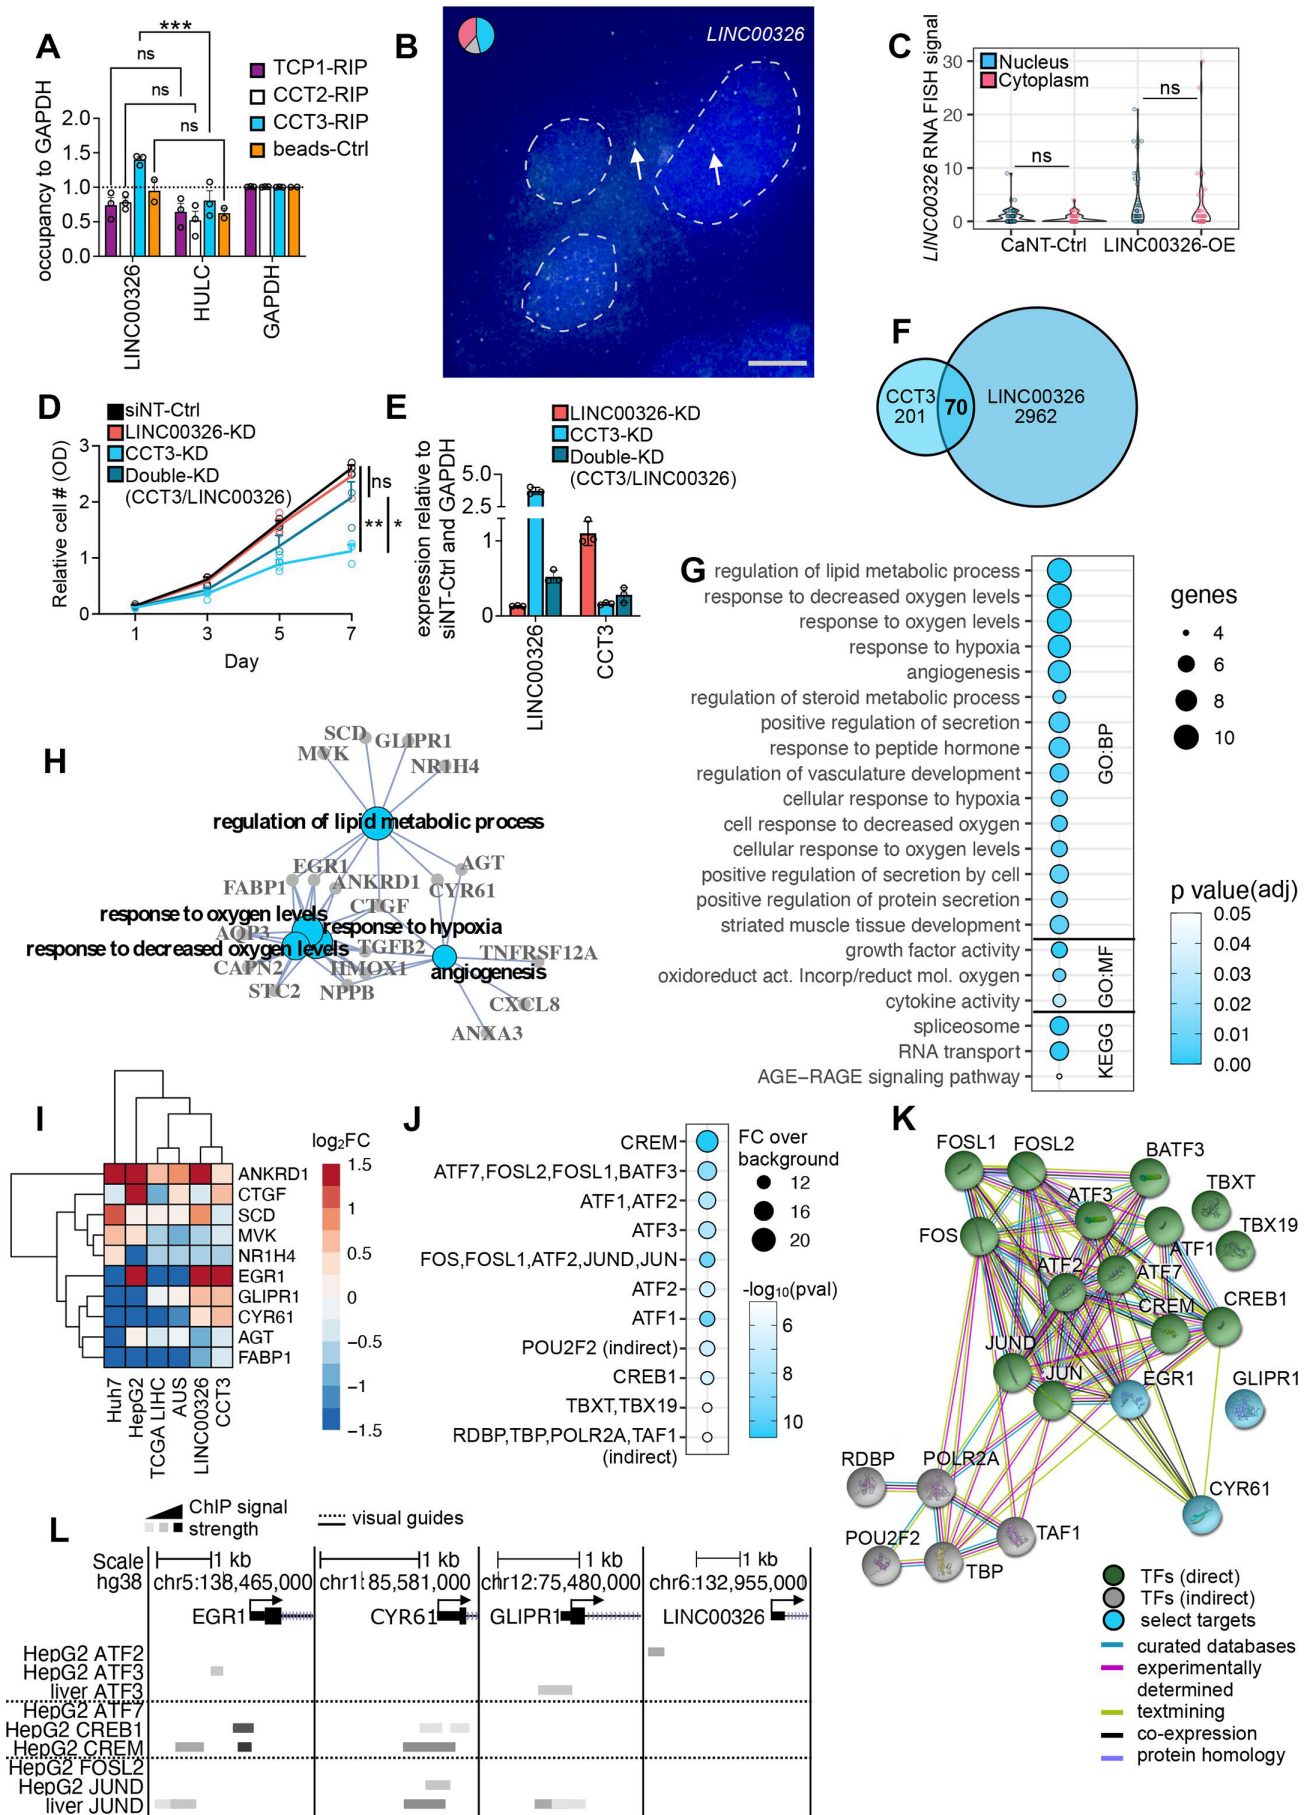 A
***
ns
ns
ns
TCP1-RIP
CCT2-RIP
CCT3-RIP
beads-Ctrl
occupancy to GAPDH
2.0
1.5
1.0
0.5
0.0
LINC00326
HULC
GAPDH
B
LINC00326
C
LINC00326 RNA FISH signal
30
20
10
0
Nucleus
Cytoplasm
ns
ns
CaNT-Ctrl
LINC00326-OE
D
siNT-Ctrl
LINC00326-KD
CCT3-KD
Double-KD
(CCT3/LINC00326)
Relative cell # (OD)
3
2
1
0
ns
**
*
1
3
5
7
Day
E
LINC00326-KD
CCT3-KD
Double-KD
(CCT3/LINC00326)
expression relative to
siNT-Ctrl and GAPDH
5.0
2.5
1
0
LINC00326
CCT3
F
CCT3
201
70
LINC00326
2962
G
regulation of lipid metabolic process
response to decreased oxygen levels
response to oxygen levels
response to hypoxia
angiogenesis
regulation of steroid metabolic process
positive regulation of secretion
response to peptide hormone
regulation of vasculature development
cellular response to hypoxia
cell response to decreased oxygen
cellular response to oxygen levels
positive regulation of secretion by cell
positive regulation of protein secretion
striated muscle tissue development
growth factor activity
oxidoreduct act. Incorp/reduct mol. oxygen
cytokine activity
spliceosome
RNA transport
AGE−RAGE signaling pathway
GO:BP
GO:MF
KEGG
genes
4
6
8
10
p value(adj)
0.05
0.04
0.03
0.02
0.01
0.00
H
SCD
GLIPR1
MVK
NR1H4
regulation of lipid metabolic process
EGR1
AGT
FABP1
ANKRD1
CYR61
CTGF
response to oxygen levels
response to hypoxia
AQP3
response to decreased oxygen levels
TGFB2
TNFRSF12A
CAPN2
HMOX1
angiogenesis
STC2
NPPB
CXCL8
ANXA3
I
log2FC
1.5
1
0.5
0
−0.5
−1
−1.5
ANKRD1
CTGF
SCD
MVK
NR1H4
EGR1
GLIPR1
CYR61
AGT
FABP1
Huh7
HepG2
TCGA LIHC
AUS
LINC00326
CCT3
J
CREM
ATF7,FOSL2,FOSL1,BATF3
ATF1,ATF2
ATF3
FOS,FOSL1,ATF2,JUND,JUN
ATF2
ATF1
POU2F2 (indirect)
CREB1
TBXT,TBX19
RDBP,TBP,POLR2A,TAF1
(indirect)
FC over
background
12
16
20
-log10(pval)
6
8
10
K
FOSL1
FOSL2
BATF3
TBXT
ATF3
TBX19
FOS
ATF1
ATF2
ATF7
CREM
CREB1
JUND
JUN
EGR1
GLIPR1
RDBP
POLR2A
CYR61
POU2F2
TAF1
TBP
TFs (direct)
TFs (indirect)
select targets
curated databases
experimentally
determined
textmining
co-expression
protein homology
L
ChIP signal
strength
visual guides
Scale
hg38
1 kb
chr5:138,465,000
EGR1
1 kb
chr1:85,581,000
CYR61
1 kb
chr12:75,480,000
GLIPR1
1 kb
chr6:132,955,000
LINC00326
HepG2 ATF2
HepG2 ATF3
liver ATF3
HepG2 ATF7
HepG2 CREB1
HepG2 CREM
HepG2 FOSL2
HepG2 JUND
liver JUND